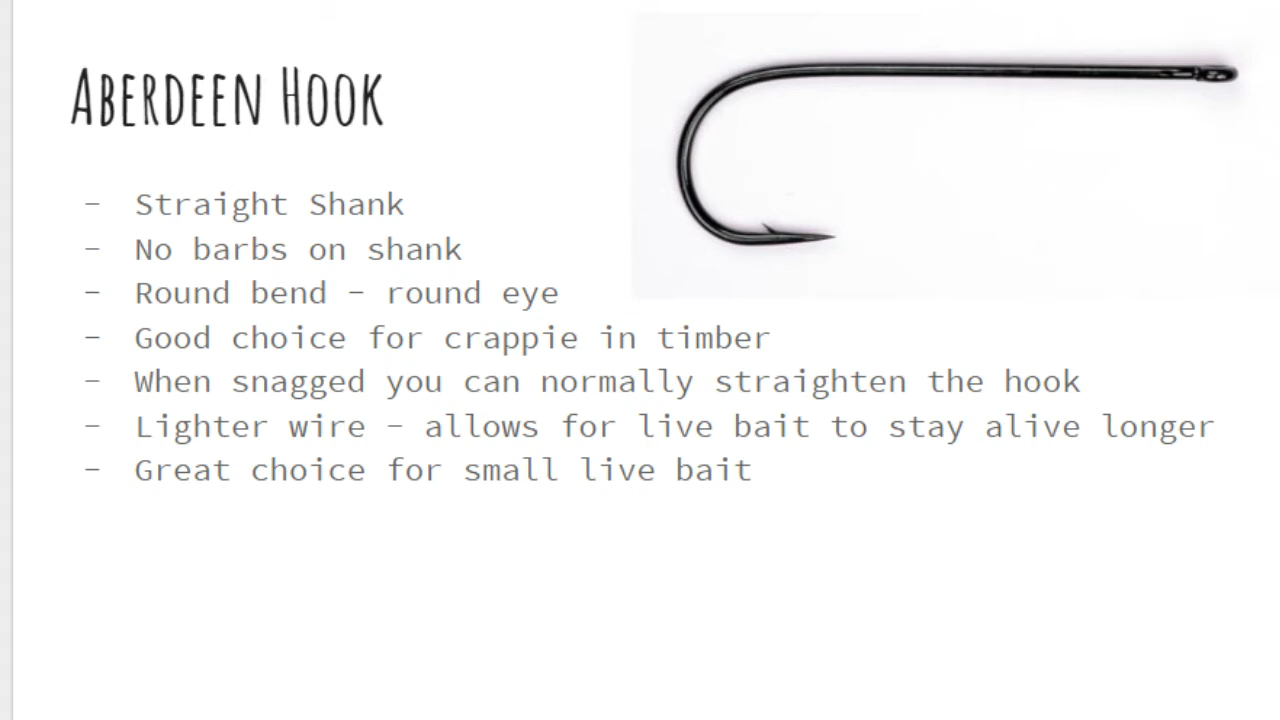 Aberdeen Hook
- Straight Shank
- No barbs on shank
- Round bend - round eye
- Good choice for crappie in timber
- When snagged you can normally straighten the hook
- Lighter wire - allows for live bait to stay alive longer
- Great choice for small live bait